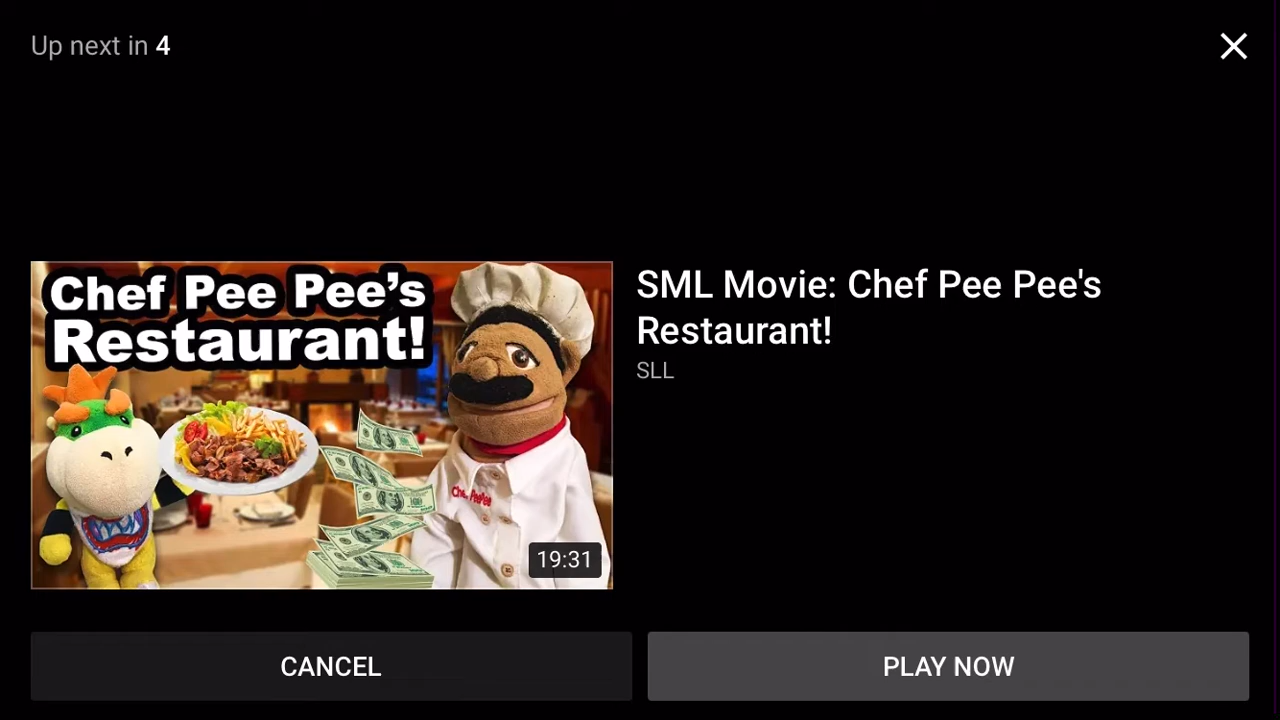 Up next in 4
Chef Pee Pee's
Restaurant!
SML Movie: Chef Pee Pee's
Restaurant!
SLL
Chef PeePee
19:31
CANCEL
PLAY NOW